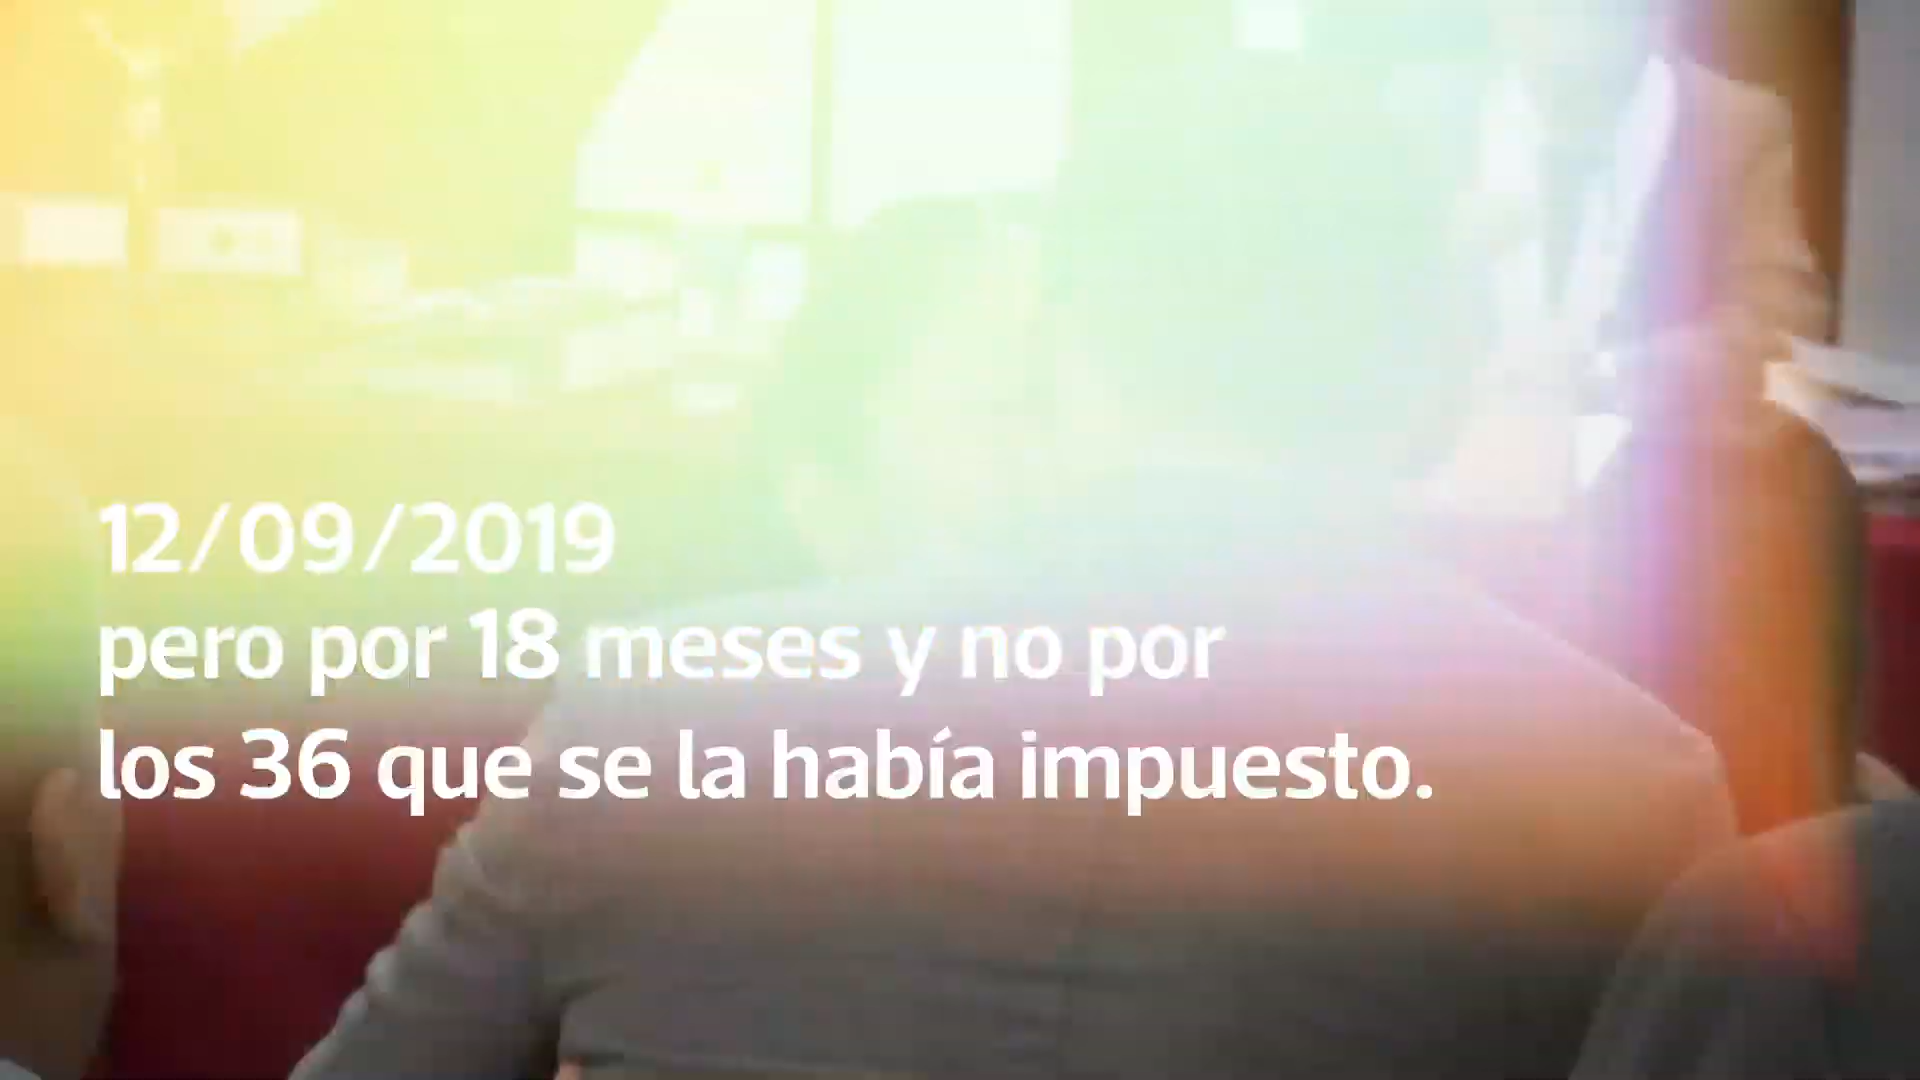 12/09/2019
pero por 18 meses y no por
los 36 que se la había impuesto.